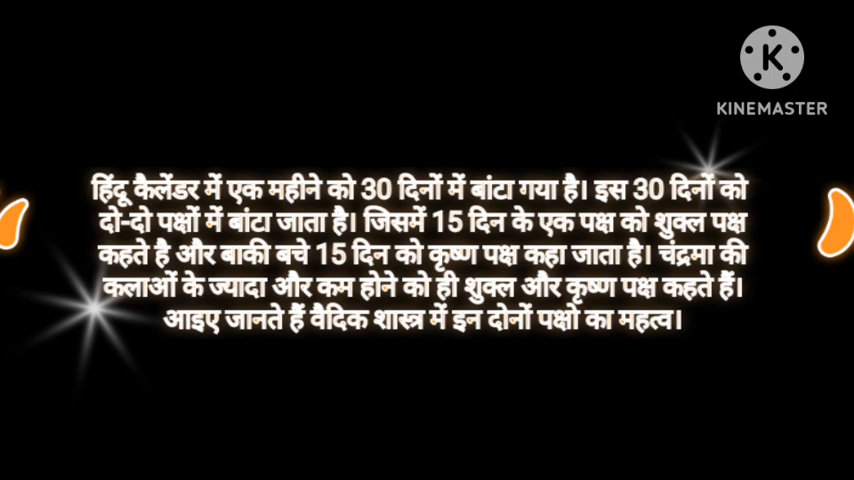 KINEMASTER
हिंदू कैलेंडर में एक महीने को 30 दिनों में बांटा गया है। इस 30 दिनों को
दो-दो पक्षों में बांटा जाता है। जिसमें 15 दिन के एक पक्ष को शुक्ल पक्ष
कहते है और बाकी बचे 15 दिन को कृष्ण पक्ष कहा जाता है। चंद्रमा की
कलाओं के ज्यादा और कम होने को ही शुक्ल और कृष्ण पक्ष कहते हैं।
आइए जानते हैं वैदिक शास्त्र में इन दोनों पक्षो का महत्व।